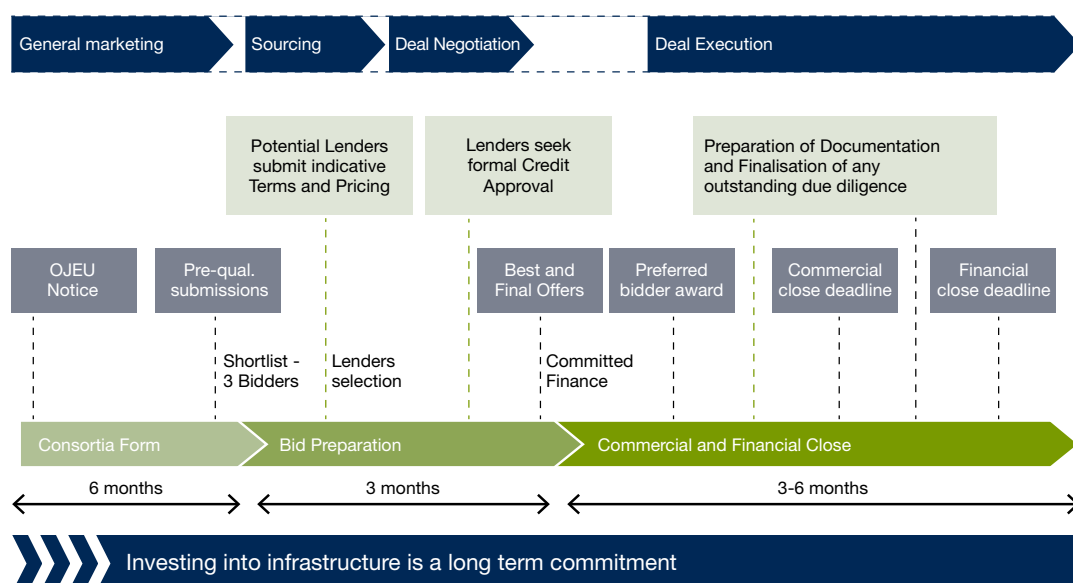 General marketing
Sourcing
Deal Negotiation
Deal Execution
Potential Lenders
submit indicative
Terms and Pricing
Lenders seek
formal Credit
Approval
Preparation of Documentation
and Finalisation of any
outstanding due diligence
OJEU
Notice
Pre-qual.
submissions
Best and
Final Offers
Preferred
bidder award
Commercial
close deadline
Financial
close deadline
Shortlist -
3 Bidders
Lenders
selection
Committed
Finance
Consortia Form
Bid Preparation
Commercial and Financial Close
6 months
3 months
3-6 months
Investing into infrastructure is a long term commitment